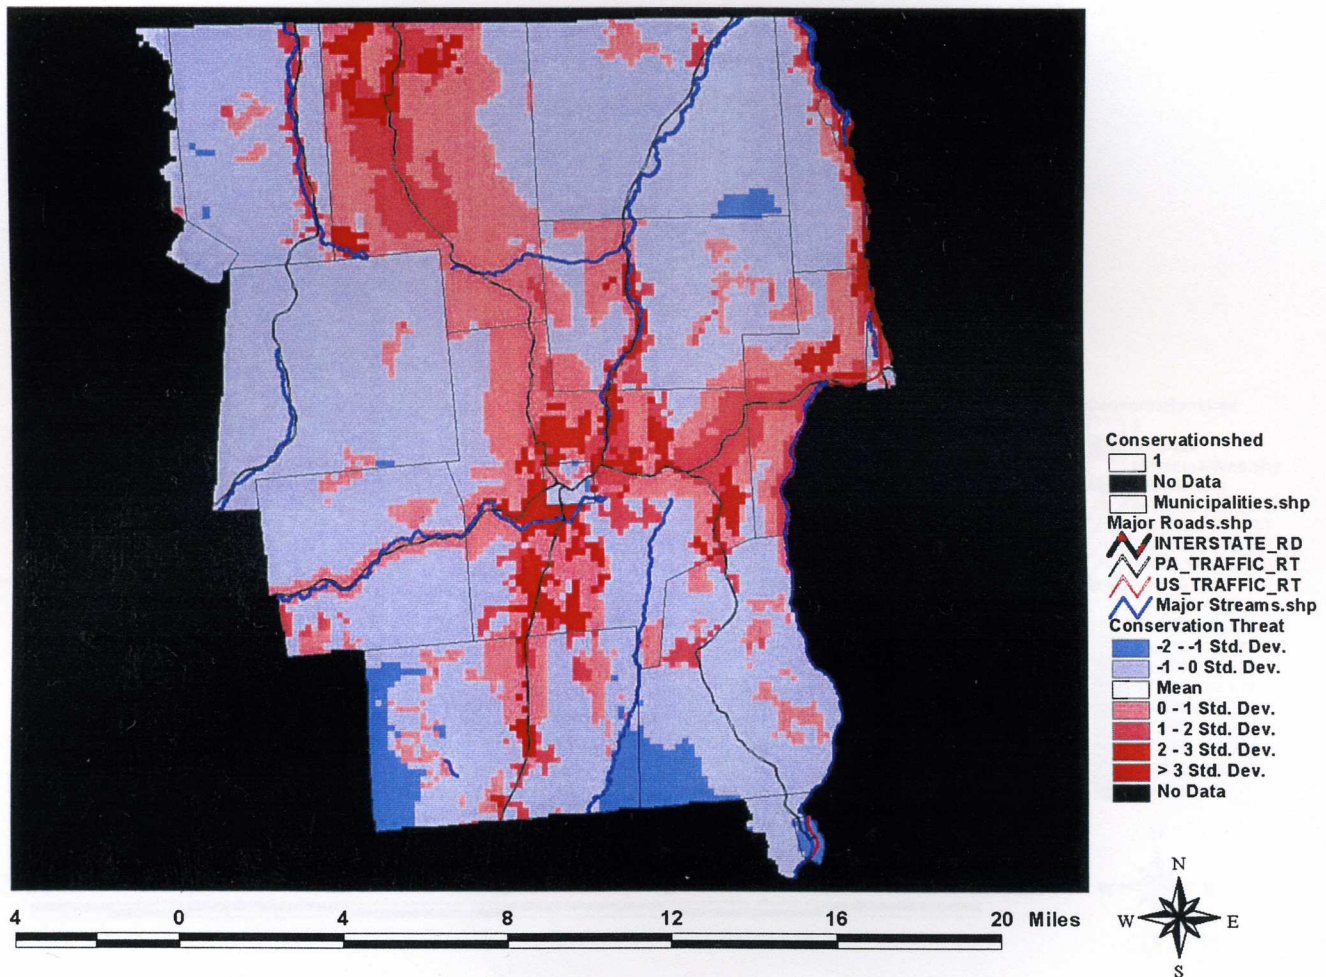 Conservationshed
1
No Data
Municipalities.shp
Major Roads.shp
INTERSTATE_RD
PA_TRAFFIC_RT
US_TRAFFIC_RT
Major Streams.shp
Conservation Threat
-2 - -1 Std. Dev.
-1 - 0 Std. Dev.
Mean
0 - 1 Std. Dev.
1 - 2 Std. Dev.
2 - 3 Std. Dev.
> 3 Std. Dev.
No Data
4 0 4 8 12 16 20 Miles
N
W E
S